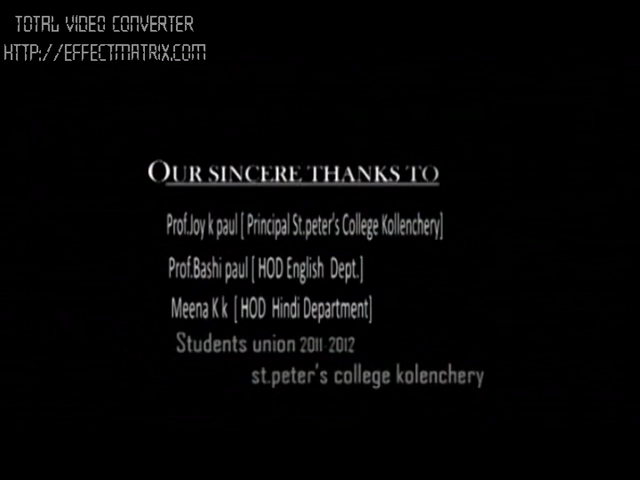 TOTAL VIDEO CONVERTER
HTTP://EFFECTMATRIX.COM
OUR SINCERE THANKS TO
Prof.Joy k paul [ Principal St.peter's College Kollenchery]
Prof.Bashi paul [ HOD English Dept.]
Meena K k [ HOD Hindi Department]
Students union 2011-2012
st.peter's college kolenchery